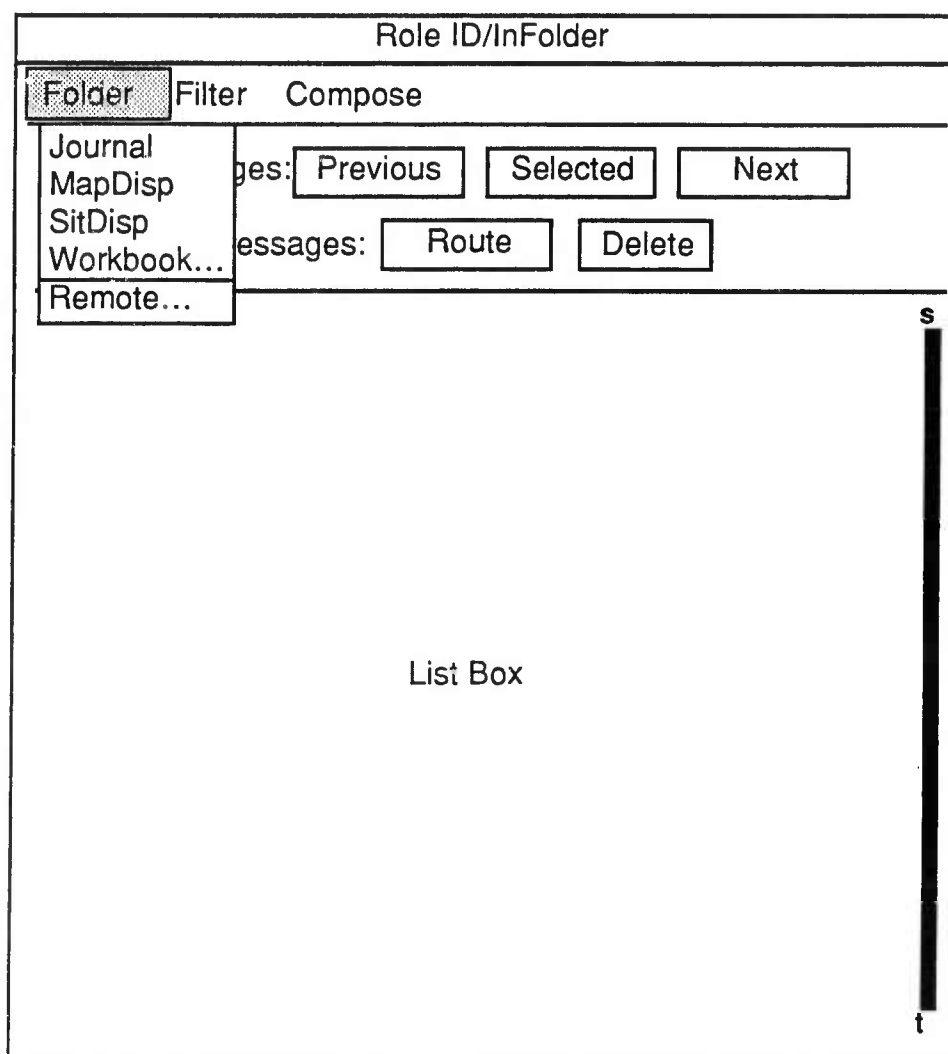 Role ID/InFolder
Folder Filter Compose
Journal
MapDisp
SitDisp
Workbook...
Remote...
ges: Previous Selected Next
essages: Route Delete
s
List Box
t